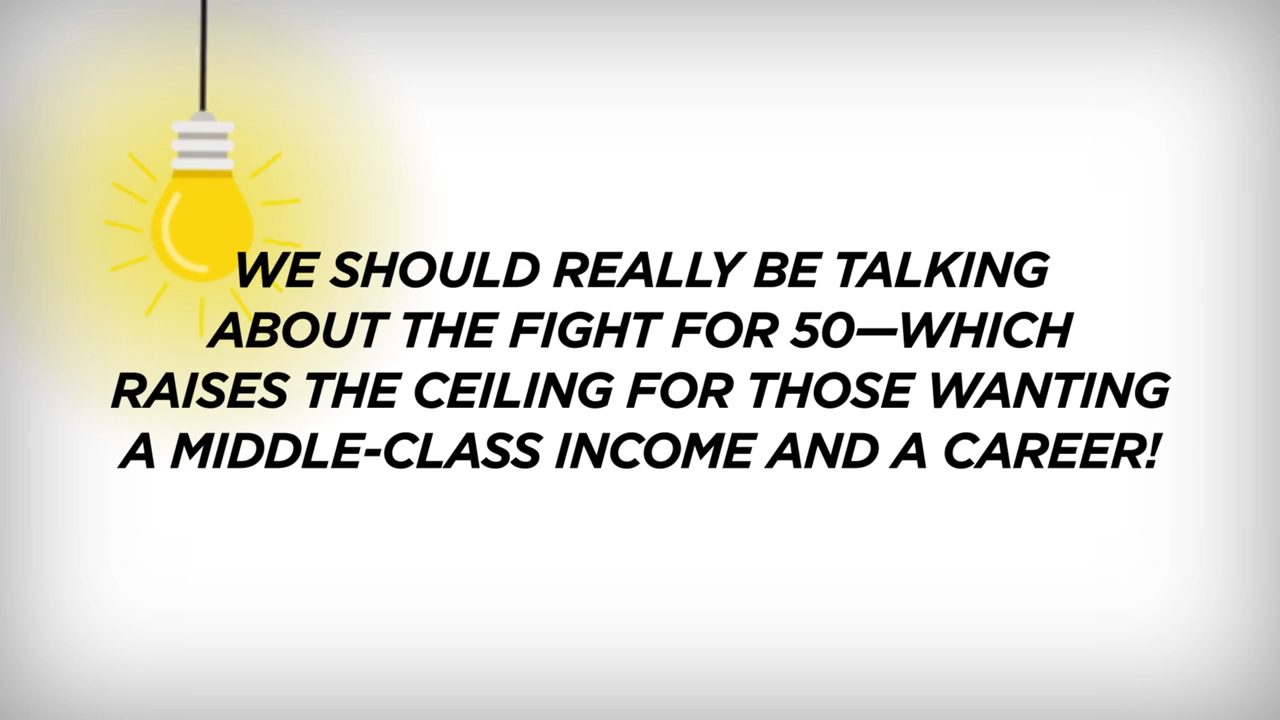 WE SHOULD REALLY BE TALKING
ABOUT THE FIGHT FOR 50—WHICH
RAISES THE CEILING FOR THOSE WANTING
A MIDDLE-CLASS INCOME AND A CAREER!